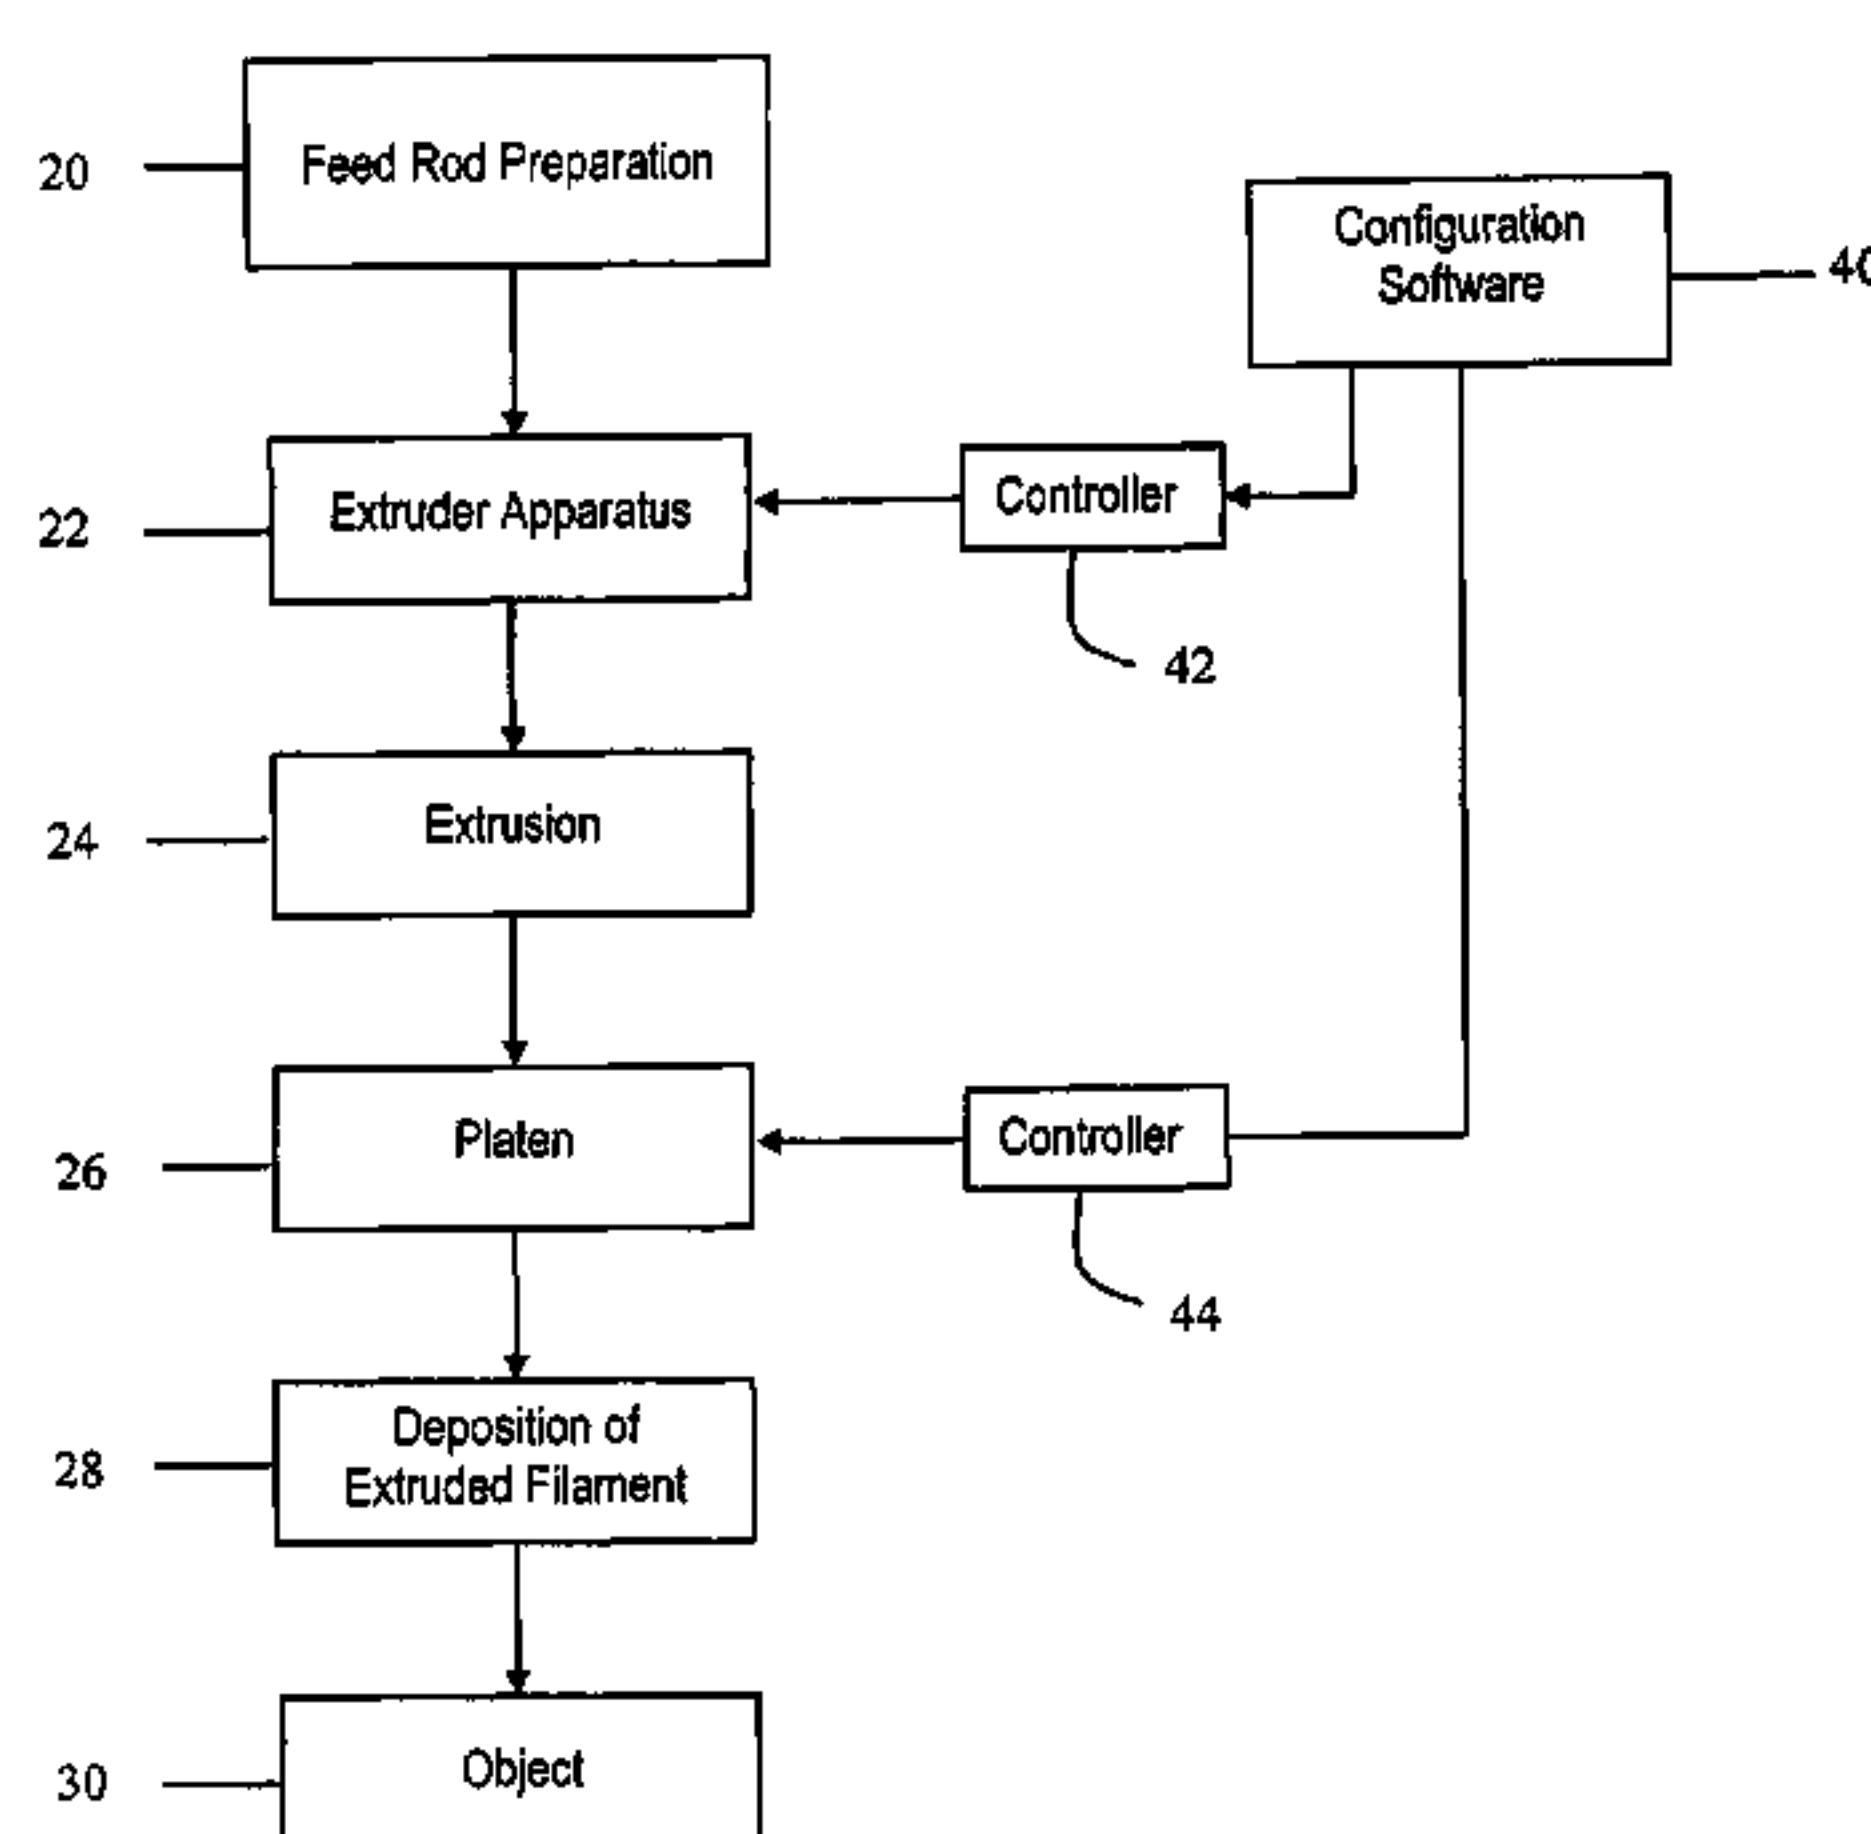 20
Feed Rod Preparation
Configuration
Software
40
22
Extruder Apparatus
Controller
42
24
Extrusion
26
Platen
Controller
44
28
Deposition of
Extruded Filament
30
Object